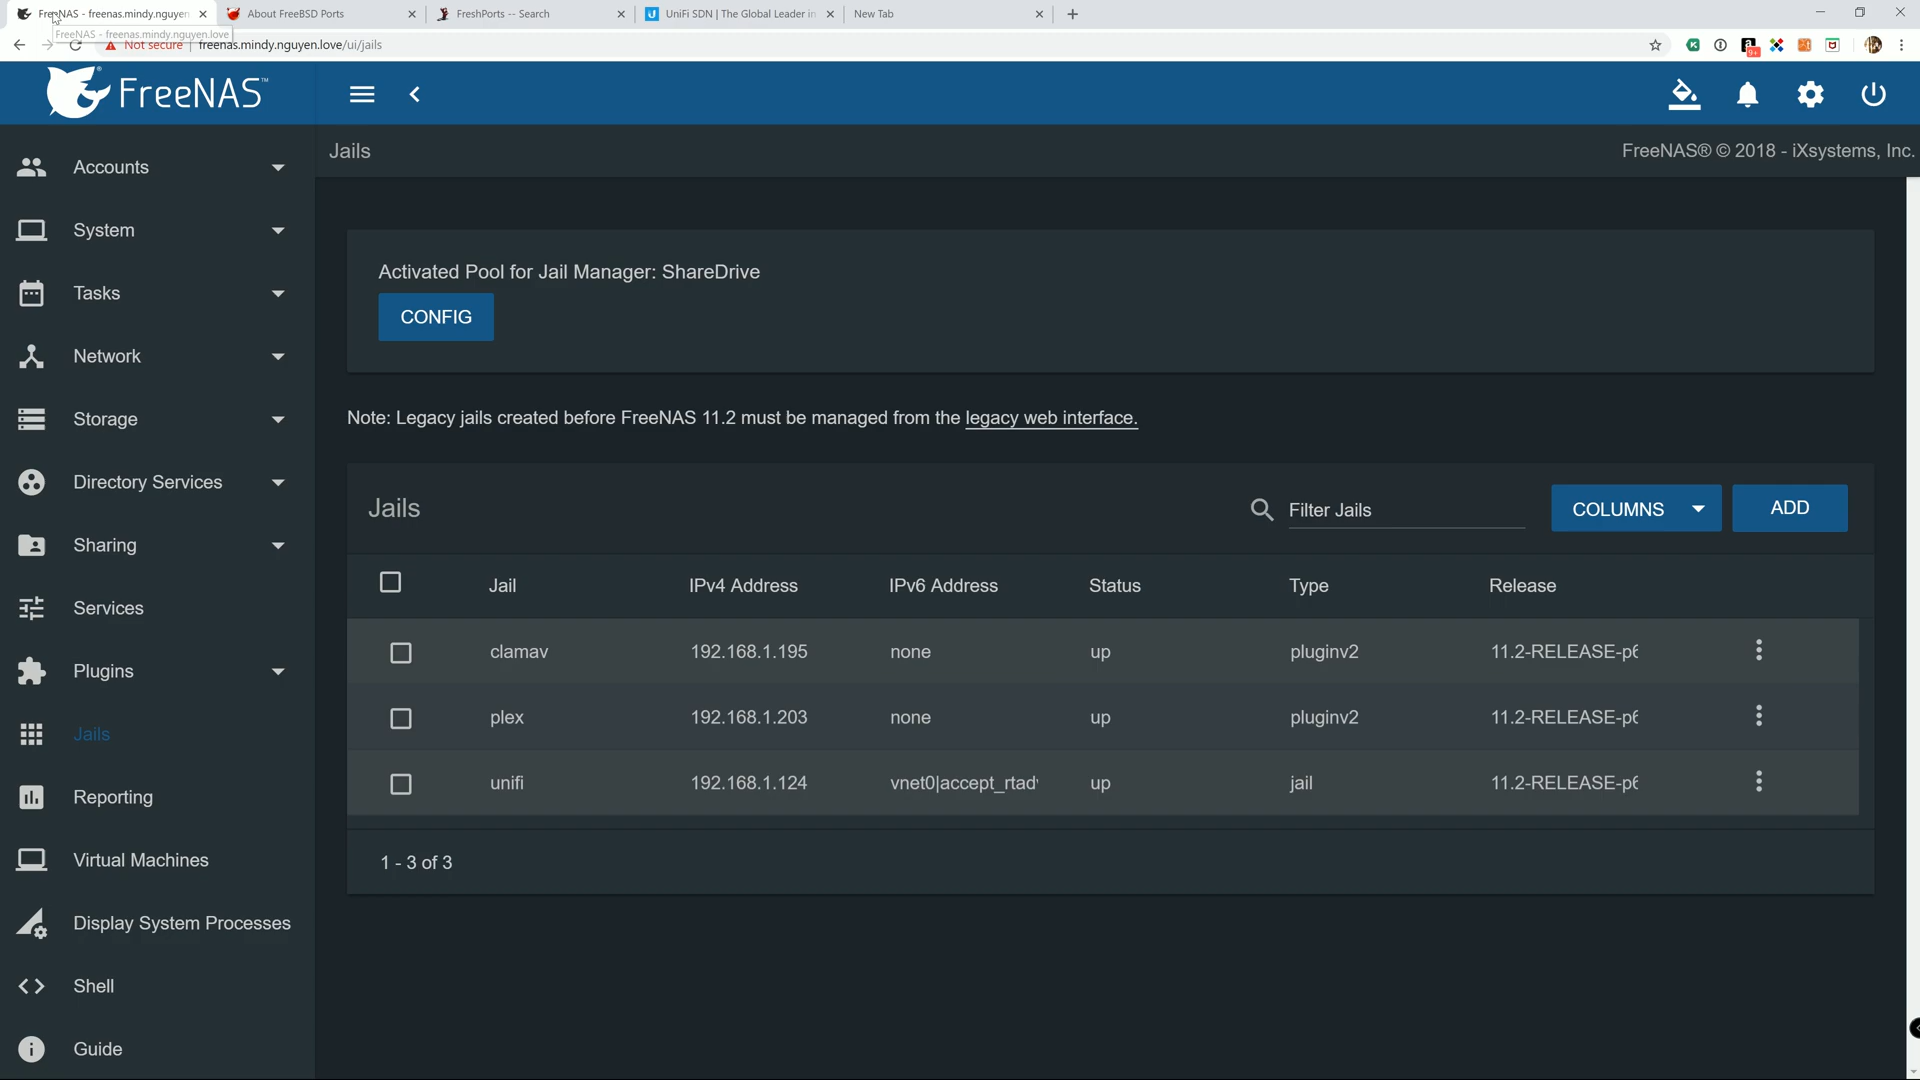 FreeNAS - freenas.mindy.nguyen
About FreeBSD Ports
FreshPorts -- Search
UniFi SDN | The Global Leader in
New Tab
FreeNAS - freenas.mindy.nguyen.love
Not secure
freenas.mindy.nguyen.love/ui/jails
FreeNAS™
Accounts
System
Tasks
Network
Storage
Directory Services
Sharing
Services
Plugins
Jails
Reporting
Virtual Machines
Display System Processes
Shell
Guide
Jails
FreeNAS® © 2018 - iXsystems, Inc.
Activated Pool for Jail Manager: ShareDrive
CONFIG
Note: Legacy jails created before FreeNAS 11.2 must be managed from the legacy web interface.
Jails
Filter Jails
COLUMNS
ADD
Jail IPv4 Address IPv6 Address Status Type Release
clamav 192.168.1.195 none up pluginv2 11.2-RELEASE-p6
plex 192.168.1.203 none up pluginv2 11.2-RELEASE-p6
unifi 192.168.1.124 vnet0|accept_rtadv up jail 11.2-RELEASE-p6
1 - 3 of 3